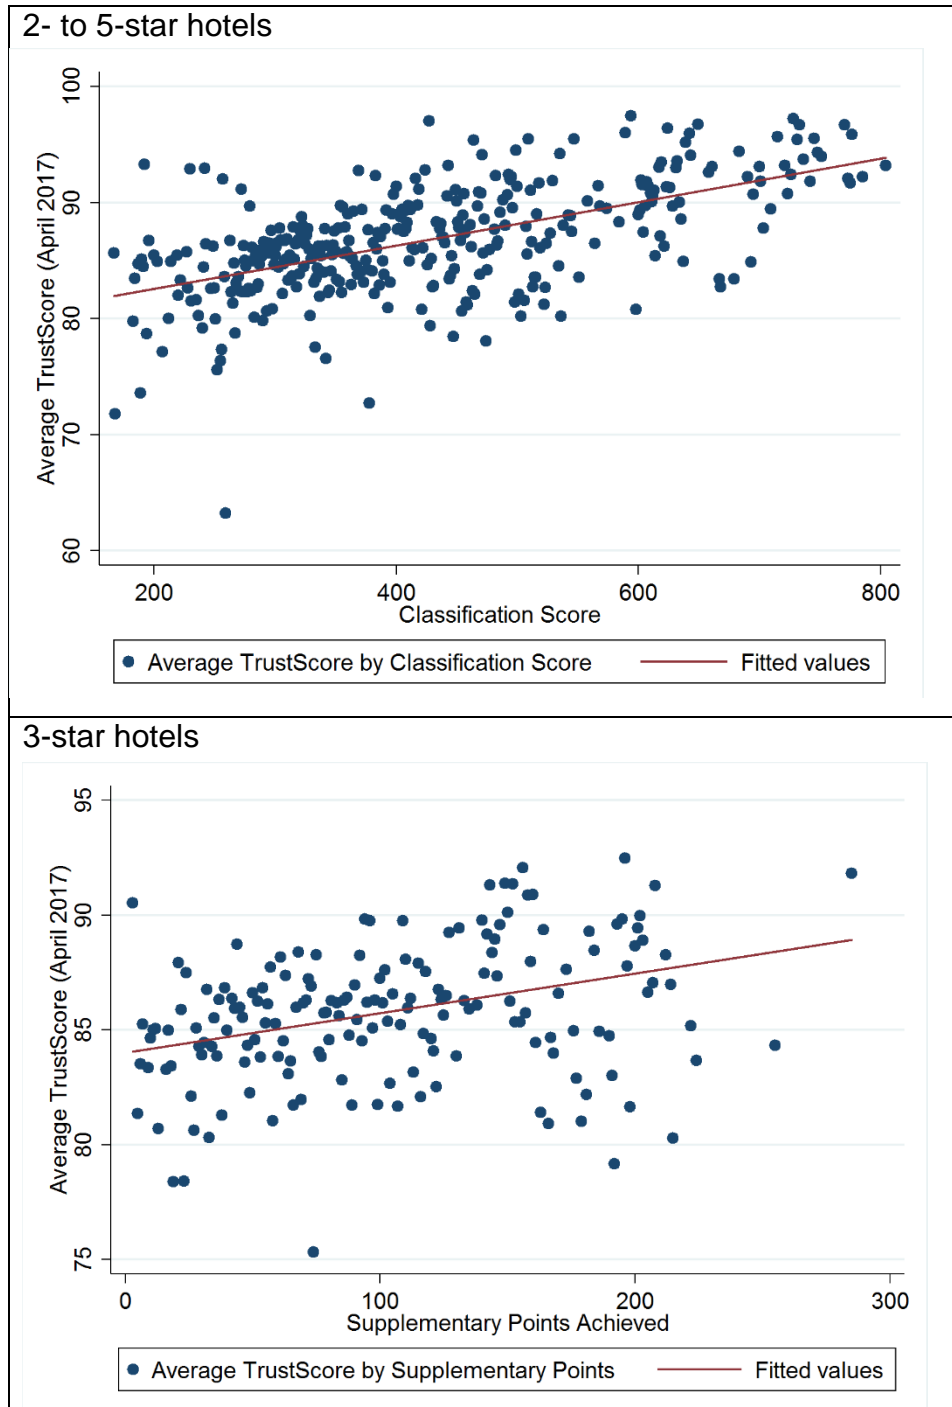 2- to 5-star hotels
100
90
80
70
60
Average TrustScore (April 2017)
200
400
600
800
Classification Score
Average TrustScore by Classification Score
Fitted values
3-star hotels
95
90
85
80
75
Average TrustScore (April 2017)
0
100
200
300
Supplementary Points Achieved
Average TrustScore by Supplementary Points
Fitted values